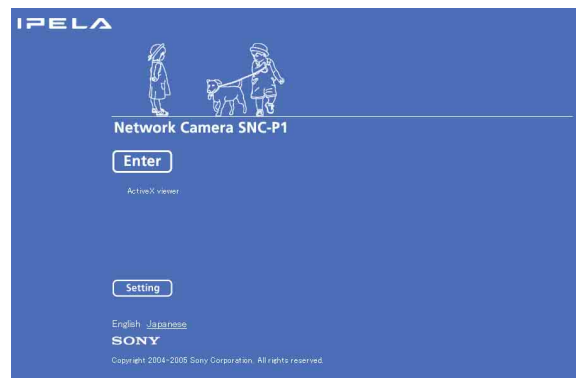 IPELA
Network Camera SNC-P1
Enter
ActiveX viewer
Setting
English Japanese
SONY
Copyright 2004-2005 Sony Corporation. All rights reserved.